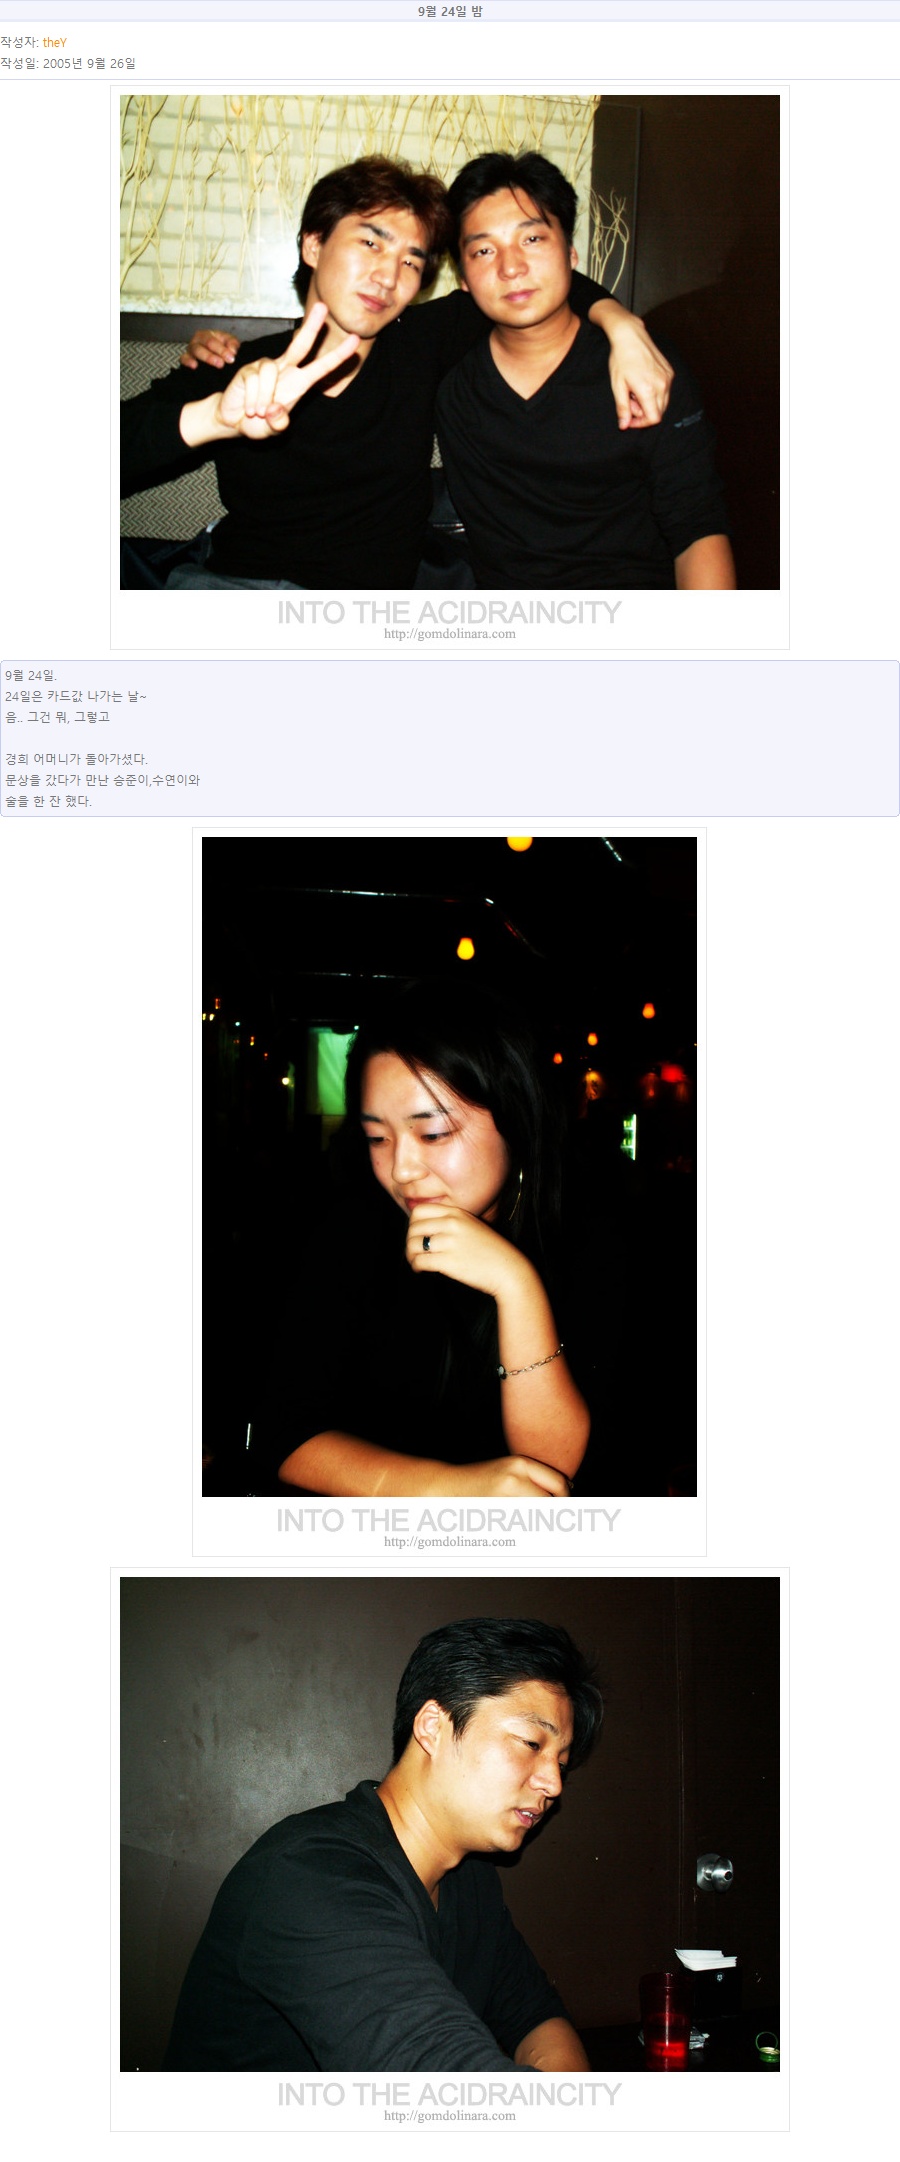 9월 24일 밤
작성자: theY
작성일: 2005년 9월 26일
INTO THE ACIDRAINCITY
http://gomdolinara.com
9월 24일.
24일은 카드값 나가는 날~
음.. 그건 뭐, 그렇고
경희 어머니가 돌아가셨다.
문상을 갔다가 만난 승준이,수연이와
술을 한 잔 했다.
INTO THE ACIDRAINCITY
http://gomdolinara.com
INTO THE ACIDRAINCITY
http://gomdolinara.com